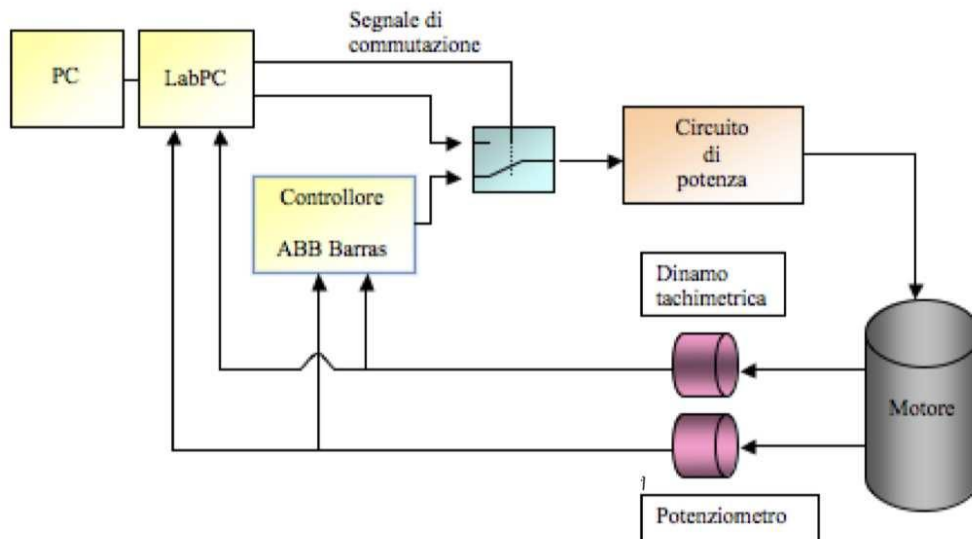 Segnale di
commutazione
PC
LabPC
Circuito
di
potenza
Controllore
ABB Barras
Dinamo
tachimetrica
Motore
Potenziometro